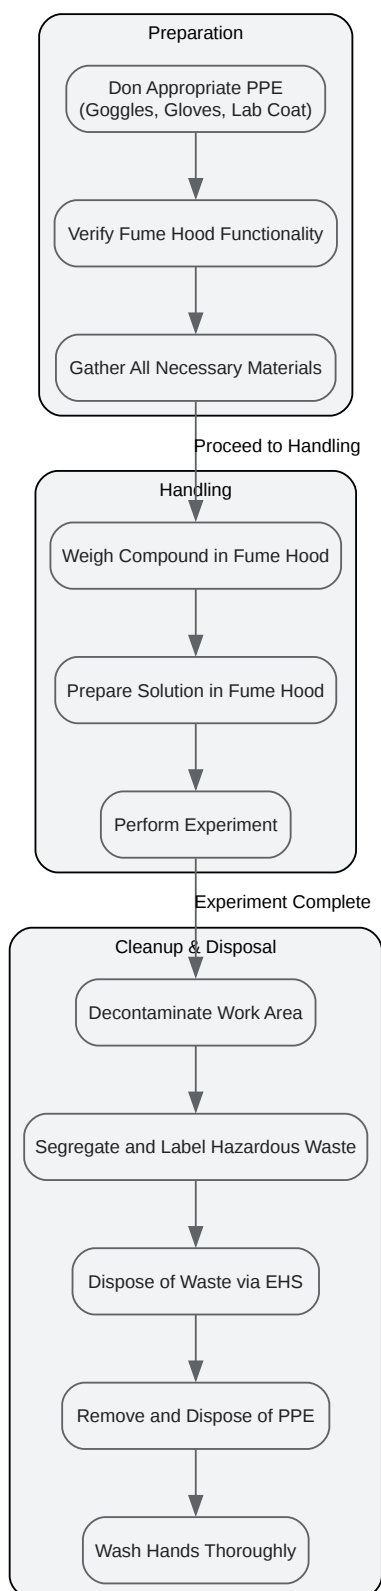 Preparation
Don Appropriate PPE
(Goggles, Gloves, Lab Coat)
Verify Fume Hood Functionality
Gather All Necessary Materials
Proceed to Handling
Handling
Weigh Compound in Fume Hood
Prepare Solution in Fume Hood
Perform Experiment
Experiment Complete
Cleanup & Disposal
Decontaminate Work Area
Segregate and Label Hazardous Waste
Dispose of Waste via EHS
Remove and Dispose of PPE
Wash Hands Thoroughly